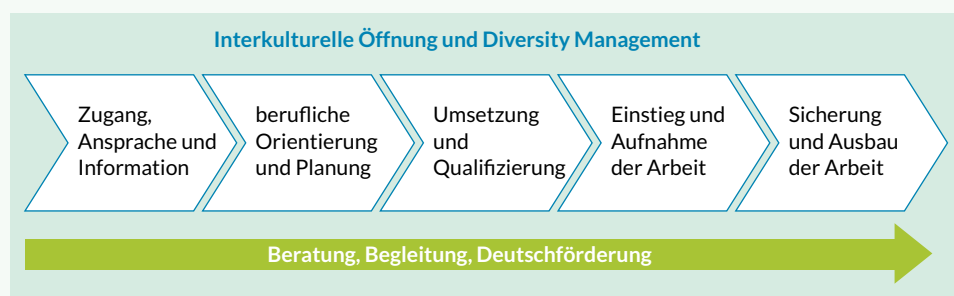 Interkulturelle Öffnung und Diversity Management
Zugang,
Ansprache und
Information
berufliche
Orientierung
und Planung
Umsetzung
und
Qualifizierung
Einstieg und
Aufnahme
der Arbeit
Sicherung
und Ausbau
der Arbeit
Beratung, Begleitung, Deutschförderung